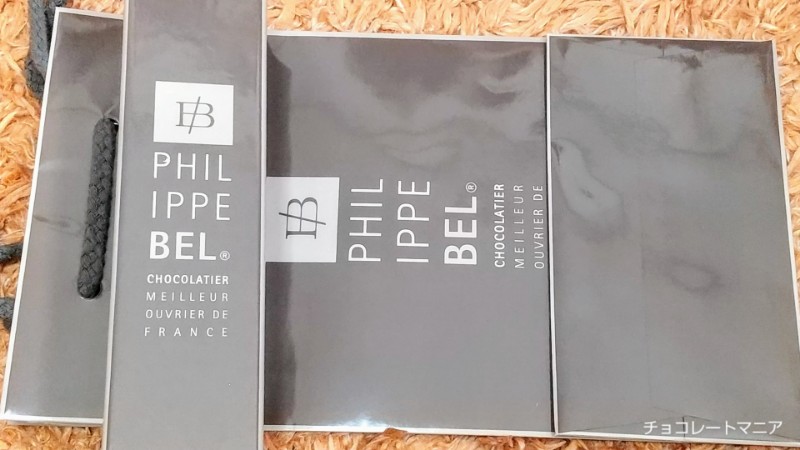 PHIL
IPPE
BEL®
CHOCOLATIER
MEILLEUR
OUVRIER DE
FRANCE
PHIL
IPPE
BEL®
CHOCOLATIER
MEILLEUR
OUVRIER DE
チョコレートマニア